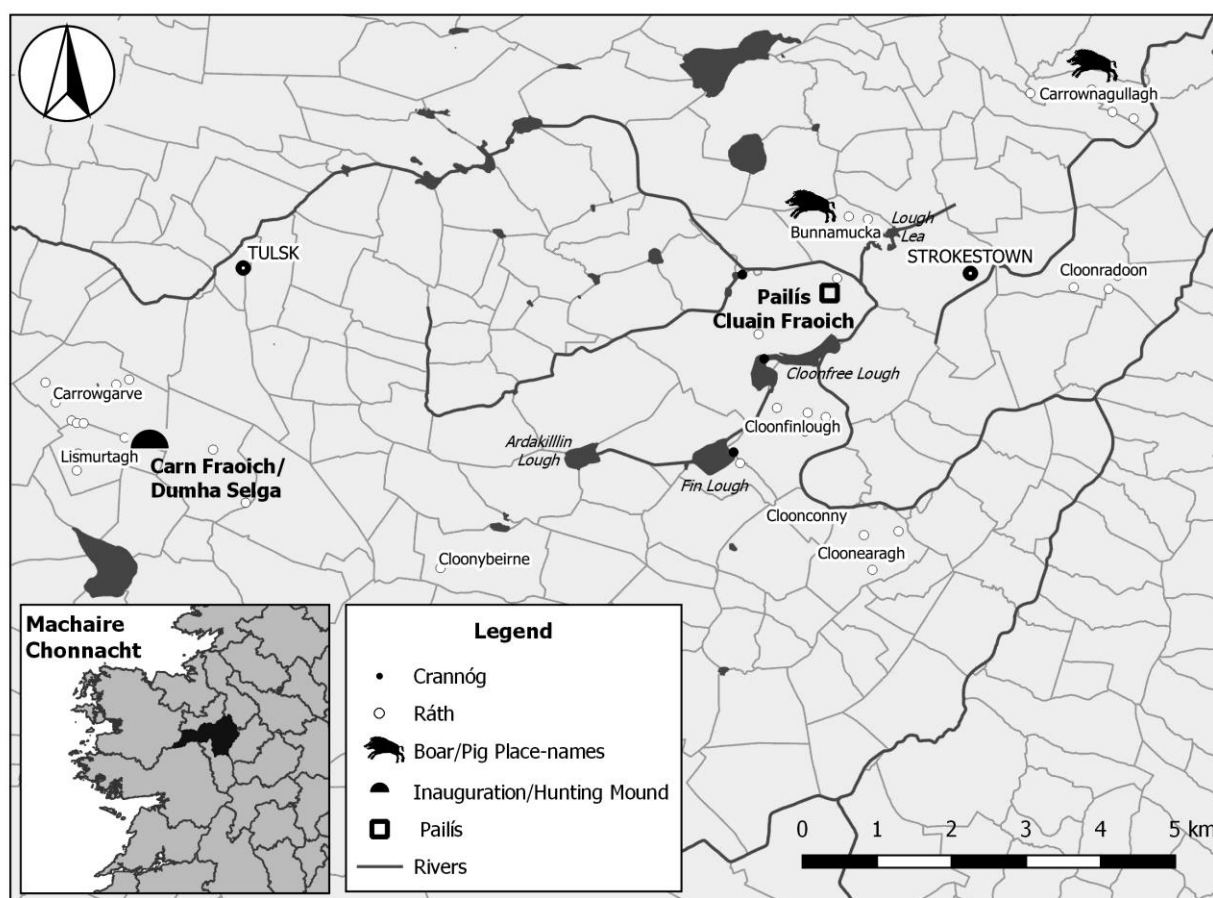 Carrownagullagh
Bunnamucka
Lough
Lea
TULSK
STROKESTOWN
Cloonradoon
Pailís
Cluain Fraoich
Cloonfree Lough
Carrowgarve
Cloonfinlough
Ardakilllin
Lough
Lismurtagh
Carn Fraoich/
Dumha Selga
Fin Lough
Cloonconny
Cloonybeirne
Cloonearagh
Machaire
Chonnacht
Legend
Crannóg
Ráth
Boar/Pig Place-names
Inauguration/Hunting Mound
Pailís
Rivers
0 1 2 3 4 5 km